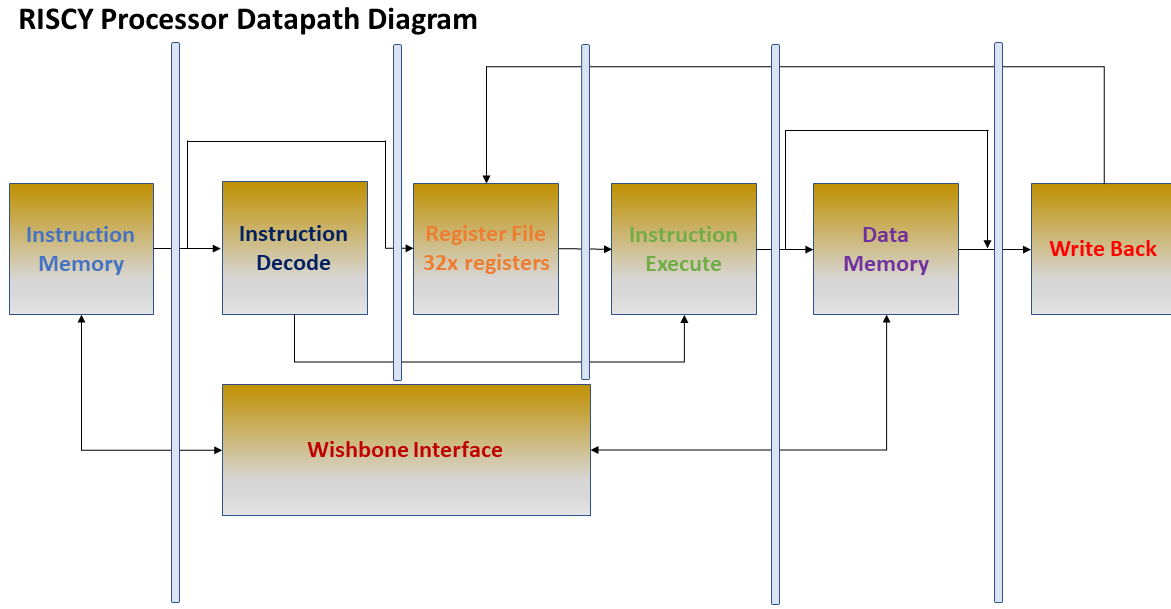 RISCY Processor Datapath Diagram
Instruction
Memory
Instruction
Decode
Register File
32x registers
Instruction
Execute
Data
Memory
Write Back
Wishbone Interface